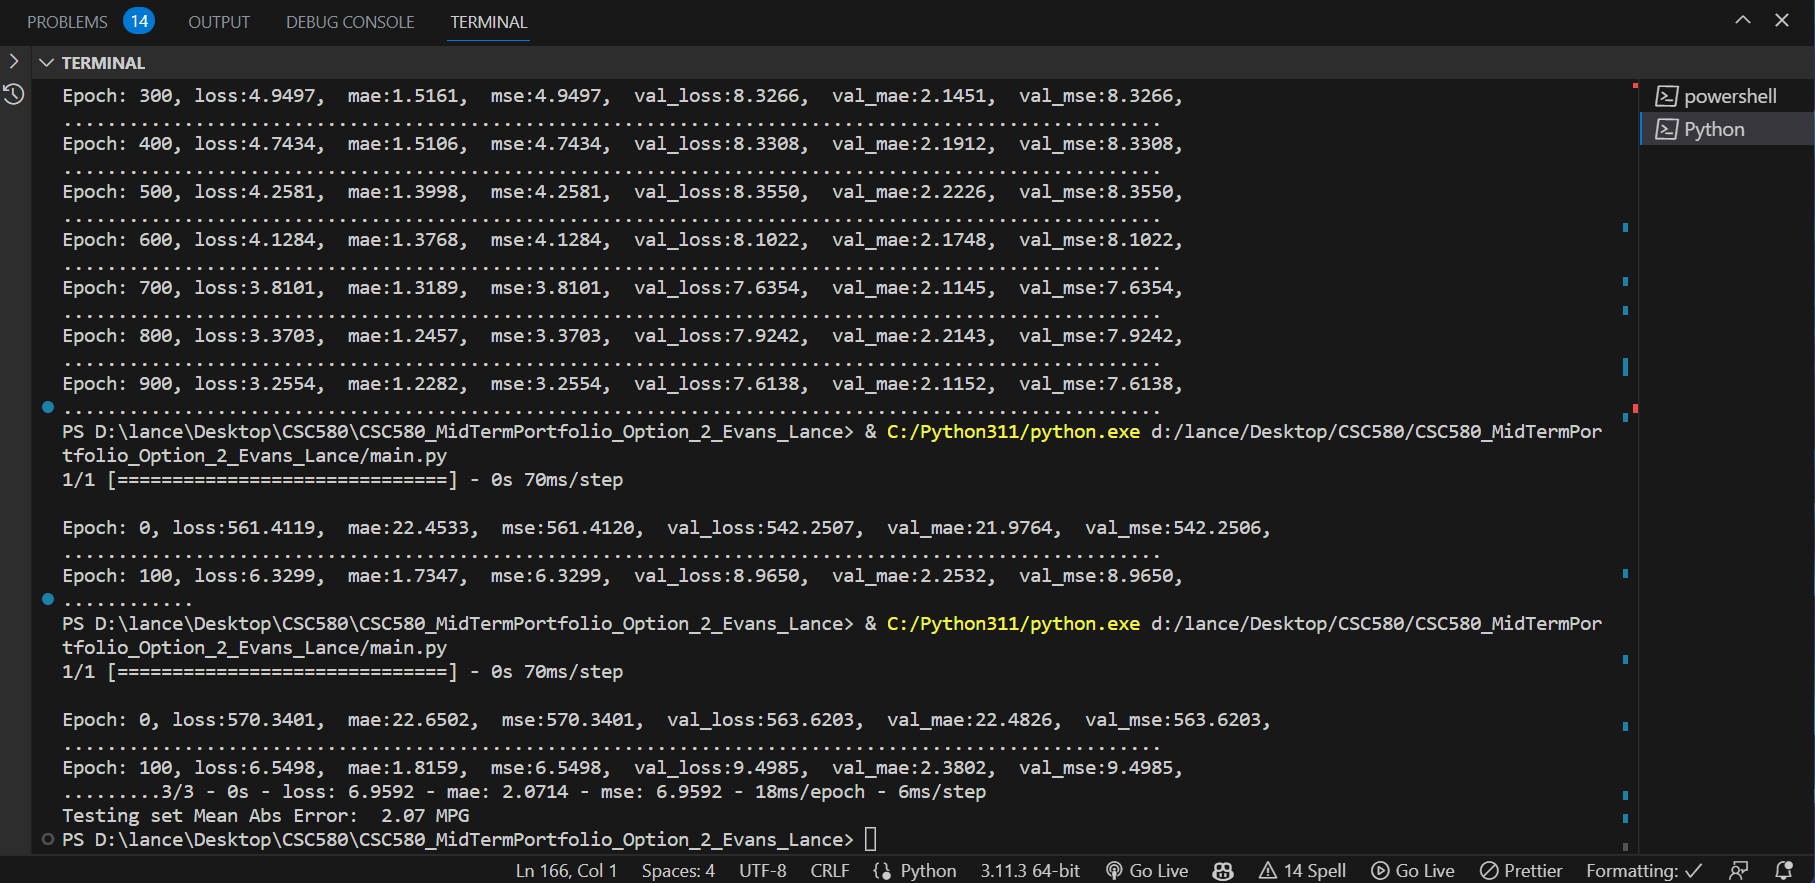 PROBLEMS 14 OUTPUT DEBUG CONSOLE TERMINAL
TERMINAL
Epoch: 300, loss:4.9497, mae:1.5161, mse:4.9497, val_loss:8.3266, val_mae:2.1451, val_mse:8.3266,
....................................................................................................
Epoch: 400, loss:4.7434, mae:1.5106, mse:4.7434, val_loss:8.3308, val_mae:2.1912, val_mse:8.3308,
....................................................................................................
Epoch: 500, loss:4.2581, mae:1.3998, mse:4.2581, val_loss:8.3550, val_mae:2.2226, val_mse:8.3550,
....................................................................................................
Epoch: 600, loss:4.1284, mae:1.3768, mse:4.1284, val_loss:8.1022, val_mae:2.1748, val_mse:8.1022,
....................................................................................................
Epoch: 700, loss:3.8101, mae:1.3189, mse:3.8101, val_loss:7.6354, val_mae:2.1145, val_mse:7.6354,
....................................................................................................
Epoch: 800, loss:3.3703, mae:1.2457, mse:3.3703, val_loss:7.9242, val_mae:2.2143, val_mse:7.9242,
....................................................................................................
Epoch: 900, loss:3.2554, mae:1.2282, mse:3.2554, val_loss:7.6138, val_mae:2.1152, val_mse:7.6138,
....................................................................................................
PS D:\lance\Desktop\CSC580\CSC580_MidTermPortfolio_Option_2_Evans_Lance> & C:/Python311/python.exe d:/lance/Desktop/CSC580/CSC580_MidTermPor
tfolio_Option_2_Evans_Lance/main.py
1/1 [==============================] - 0s 70ms/step
Epoch: 0, loss:561.4119, mae:22.4533, mse:561.4120, val_loss:542.2507, val_mae:21.9764, val_mse:542.2506,
....................................................................................................
Epoch: 100, loss:6.3299, mae:1.7347, mse:6.3299, val_loss:8.9650, val_mae:2.2532, val_mse:8.9650,
............
PS D:\lance\Desktop\CSC580\CSC580_MidTermPortfolio_Option_2_Evans_Lance> & C:/Python311/python.exe d:/lance/Desktop/CSC580/CSC580_MidTermPor
tfolio_Option_2_Evans_Lance/main.py
1/1 [==============================] - 0s 70ms/step
Epoch: 0, loss:570.3401, mae:22.6502, mse:570.3401, val_loss:563.6203, val_mae:22.4826, val_mse:563.6203,
....................................................................................................
Epoch: 100, loss:6.5498, mae:1.8159, mse:6.5498, val_loss:9.4985, val_mae:2.3802, val_mse:9.4985,
.........3/3 - 0s - loss: 6.9592 - mae: 2.0714 - mse: 6.9592 - 18ms/epoch - 6ms/step
Testing set Mean Abs Error:  2.07 MPG
PS D:\lance\Desktop\CSC580\CSC580_MidTermPortfolio_Option_2_Evans_Lance>
powershell
Python
Ln 166, Col 1 Spaces: 4 UTF-8 CRLF Python 3.11.3 64-bit Go Live 14 Spell Go Live Prettier Formatting: ✓